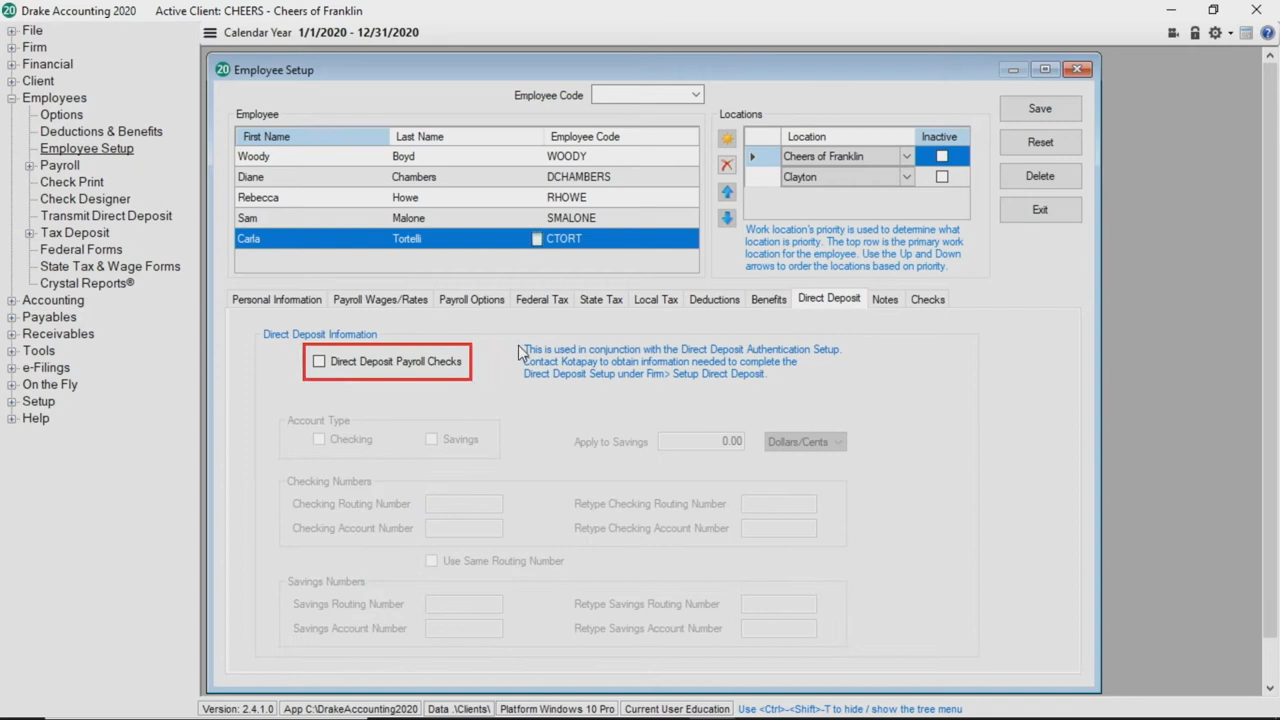 20 Drake Accounting 2020 Active Client: CHEERS - Cheers of Franklin
File
Firm
Financial
Client
Employees
Options
Deductions & Benefits
Employee Setup
Payroll
Check Print
Check Designer
Transmit Direct Deposit
Tax Deposit
Federal Forms
State Tax & Wage Forms
Crystal Reports®
Accounting
Payables
Receivables
Tools
e-Filings
On the Fly
Setup
Help
Calendar Year 1/1/2020 - 12/31/2020
20 Employee Setup
Employee Code
Employee
First Name Last Name Employee Code
Woody Boyd WOODY
Diane Chambers DCHAMBERS
Rebecca Howe RHOWE
Sam Malone SMALONE
Carla Tortelli CTORT
Locations
Location Inactive
Cheers of Franklin
Clayton
Work location's priority is used to determine what
location is priority. The top row is the primary work
location for the employee. Use the Up and Down
arrows to order the locations based on priority.
Save
Reset
Delete
Exit
Personal Information Payroll Wages/Rates Payroll Options Federal Tax State Tax Local Tax Deductions Benefits Direct Deposit Notes Checks
Direct Deposit Information
Direct Deposit Payroll Checks
This is used in conjunction with the Direct Deposit Authentication Setup.
Contact Kotapay to obtain information needed to complete the
Direct Deposit Setup under Firm> Setup Direct Deposit.
Account Type
Checking Savings Apply to Savings 0.00 Dollars/Cents
Checking Numbers
Checking Routing Number Retype Checking Routing Number
Checking Account Number Retype Checking Account Number
Use Same Routing Number
Savings Numbers
Savings Routing Number Retype Savings Routing Number
Savings Account Number Retype Savings Account Number
Version: 2.4.1.0 App C:\DrakeAccounting2020 Data .\Clients\ Platform Windows 10 Pro Current User Education Use <Ctrl>-<Shift>-T to hide / show the tree menu